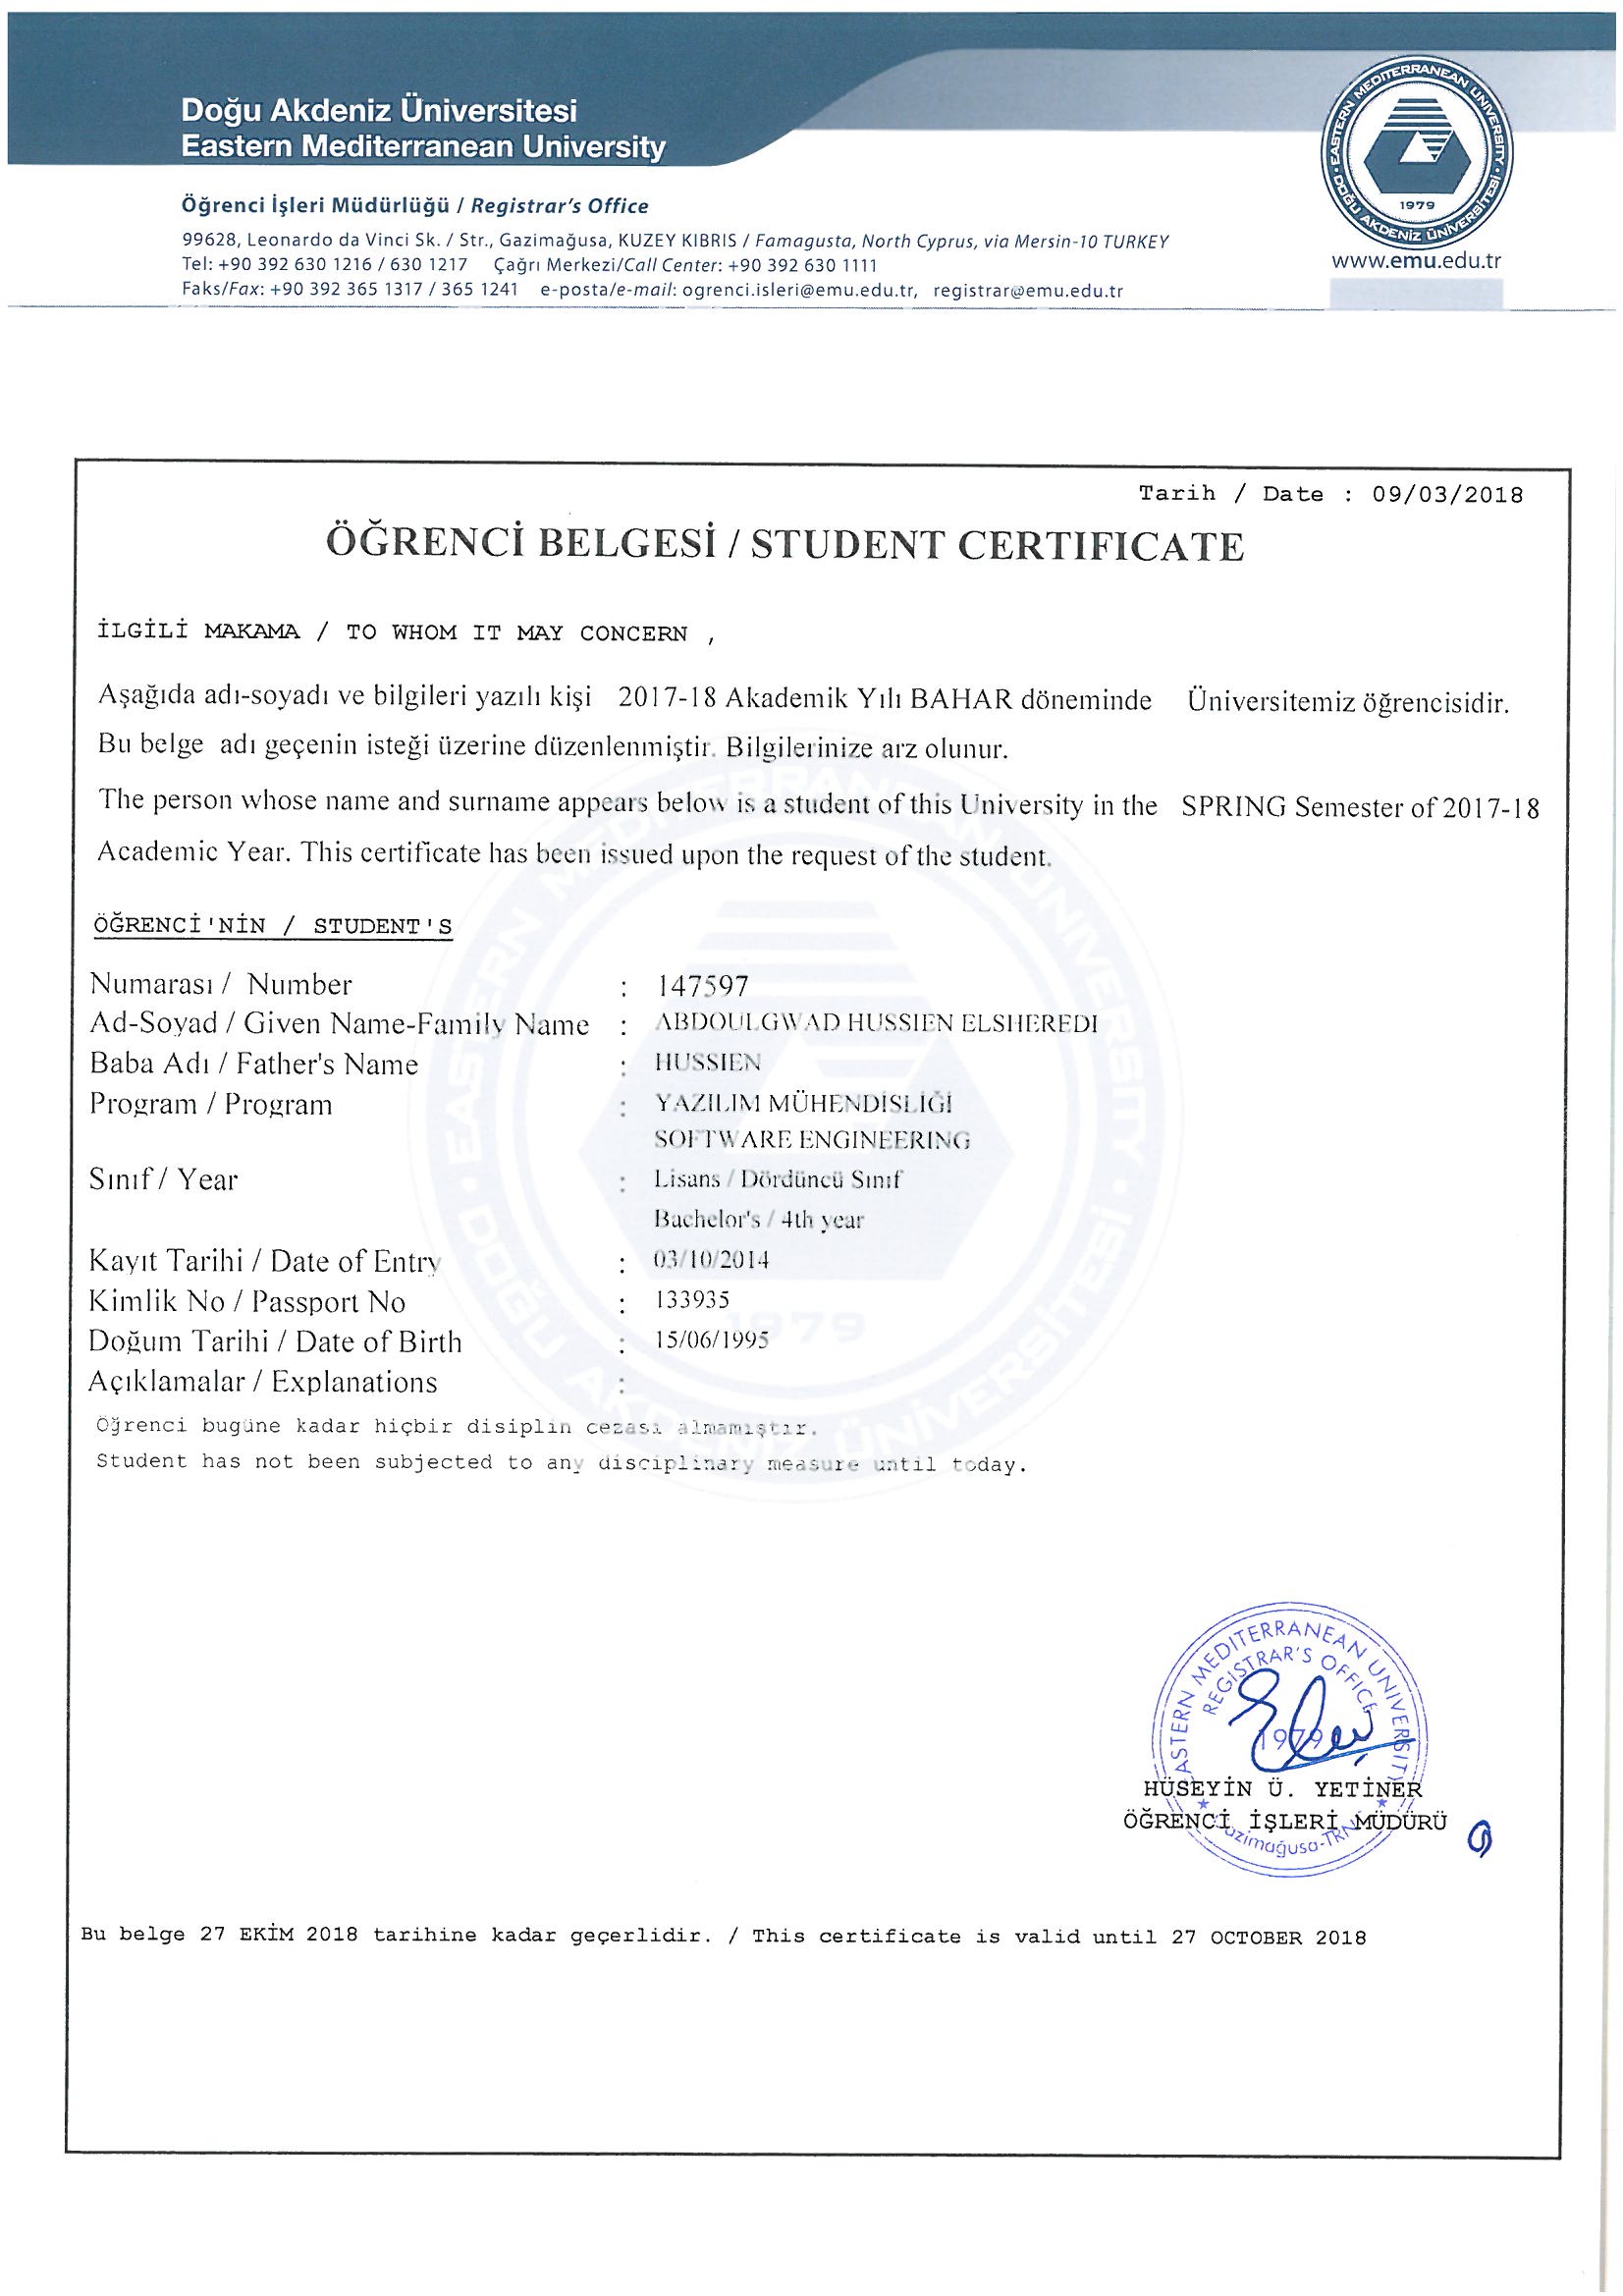 Doğu Akdeniz Üniversitesi
Eastern Mediterranean University
EASTERN MEDITERRANEAN UNIVERSITY · DOĞU AKDENİZ ÜNİVERSİTESİ ·
1979
www.emu.edu.tr
Öğrenci İşleri Müdürlüğü / Registrar's Office
99628, Leonardo da Vinci Sk. / Str., Gazimağusa, KUZEY KIBRIS / Famagusta, North Cyprus, via Mersin-10 TURKEY
Tel: +90 392 630 1216 / 630 1217 Çağrı Merkezi/Call Center: +90 392 630 1111
Faks/Fax: +90 392 365 1317 / 365 1241 e-posta/e-mail: ogrenci.isleri@emu.edu.tr, registrar@emu.edu.tr
Tarih / Date : 09/03/2018
ÖĞRENCİ BELGESİ / STUDENT CERTIFICATE
İLGİLİ MAKAMA / TO WHOM IT MAY CONCERN ,
Aşağıda adı-soyadı ve bilgileri yazılı kişi 2017-18 Akademik Yılı BAHAR döneminde Üniversitemiz öğrencisidir.
Bu belge adı geçenin isteği üzerine düzenlenmiştir. Bilgilerinize arz olunur.
The person whose name and surname appears below is a student of this University in the SPRING Semester of 2017-18
Academic Year. This certificate has been issued upon the request of the student.
ÖĞRENCİ'NİN / STUDENT'S
Numarası / Number : 147597
Ad-Soyad / Given Name-Family Name : ABDOULGWAD HUSSIEN ELSHEREDI
Baba Adı / Father's Name : HUSSIEN
Program / Program : YAZILIM MÜHENDİSLİĞİ
SOFTWARE ENGINEERING
Sınıf / Year : Lisans / Dördüncü Sınıf
Bachelor's / 4th year
Kayıt Tarihi / Date of Entry : 03/10/2014
Kimlik No / Passport No : 133935
Doğum Tarihi / Date of Birth : 15/06/1995
Açıklamalar / Explanations :
Öğrenci bugüne kadar hiçbir disiplin cezası almamıştır.
Student has not been subjected to any disciplinary measure until today.
EASTERN MEDITERRANEAN UNIVERSITY · DOĞU AKDENİZ ÜNİVERSİTESİ ·
1979
EASTERN MEDITERRANEAN UNIVERSITY
REGISTRAR'S OFFICE
1979
HÜSEYİN Ü. YETİNER
ÖĞRENCİ İŞLERİ MÜDÜRÜ
Gazimağusa-TRNC
Bu belge 27 EKİM 2018 tarihine kadar geçerlidir. / This certificate is valid until 27 OCTOBER 2018